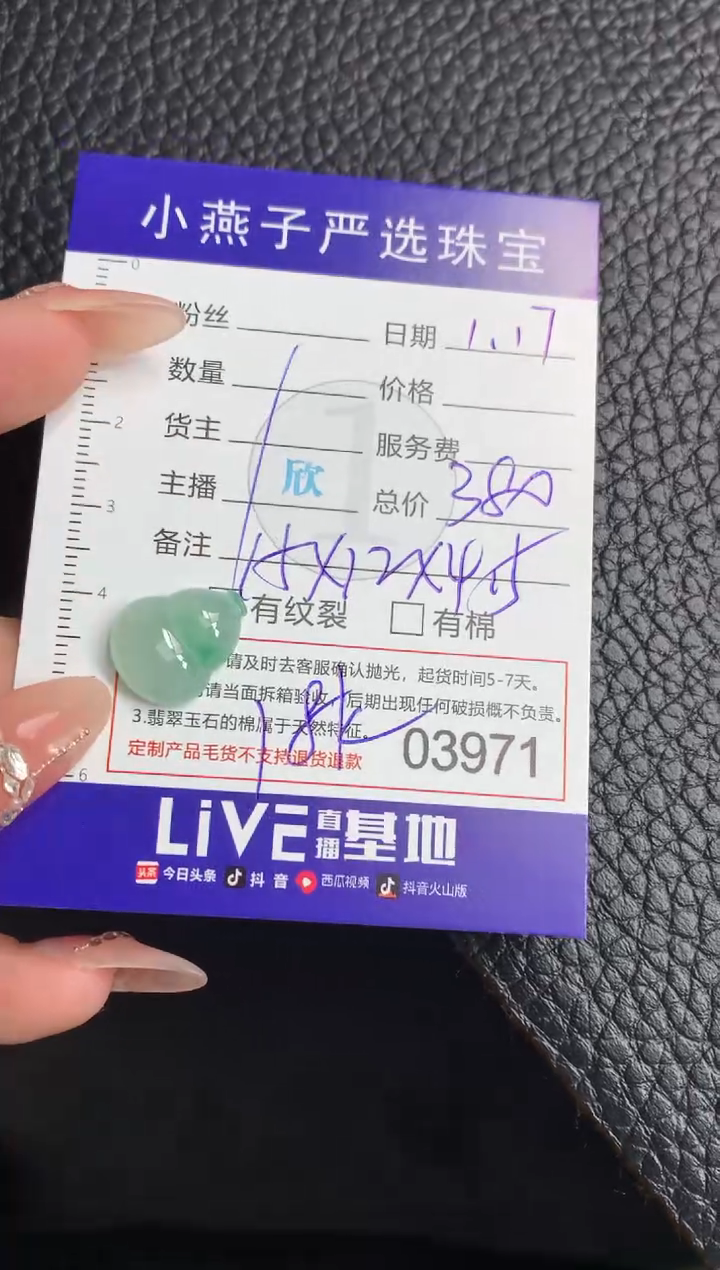 小燕子严选珠宝
0
粉丝 日期 1.17
数量 价格
2
货主 服务费
主播 欣 总价 380
3
备注 15X12X4.5
4
有纹裂 □有棉
请及时去客服确认抛光，起货时间5-7天。
请当面拆箱验收，后期出现任何破损概不负责。
3.翡翠玉石的棉属于天然特征。
定制产品毛货不支持退货退款
03971
6
LiVE直播基地
头条 今日头条 抖音 西瓜视频 抖音火山版